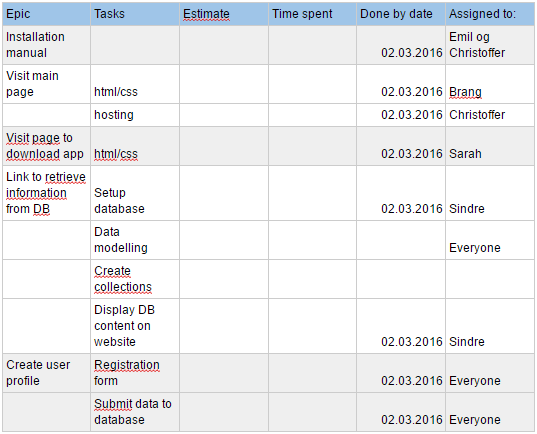 Epic Tasks Estimate Time spent Done by date Assigned to:
Installation
manual 02.03.2016 Emil og
Christoffer
Visit main
page html/css 02.03.2016 Brang
hosting 02.03.2016 Christoffer
Visit page to
download app html/css 02.03.2016 Sarah
Link to retrieve
information
from DB Setup
database 02.03.2016 Sindre
Data
modelling Everyone
Create
collections
Display DB
content on
website 02.03.2016 Sindre
Create user
profile Registration
form 02.03.2016 Everyone
Submit data to
database 02.03.2016 Everyone